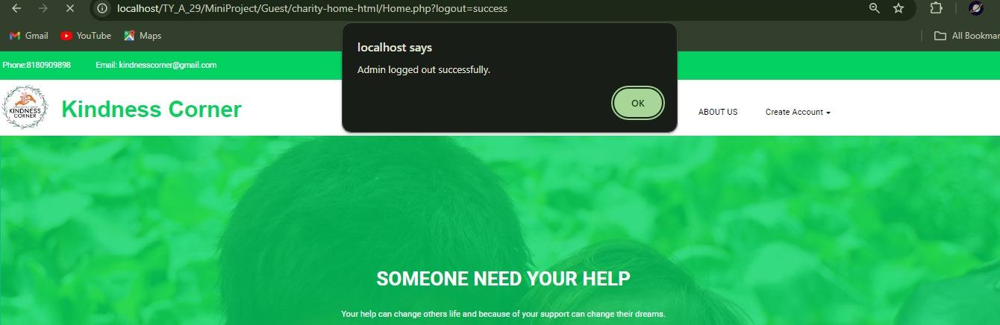 localhost/TY_A_29/MiniProject/Guest/charity-home-html/Home.php?logout=success
Gmail YouTube Maps All Bookmar
localhost says
Admin logged out successfully.
OK
Phone:8180909898 Email: kindnesscorner@gmail.com
KINDNESS
CORNER
Kindness Corner
ABOUT US Create Account
SOMEONE NEED YOUR HELP
Your help can change others life and because of your support can change their dreams.